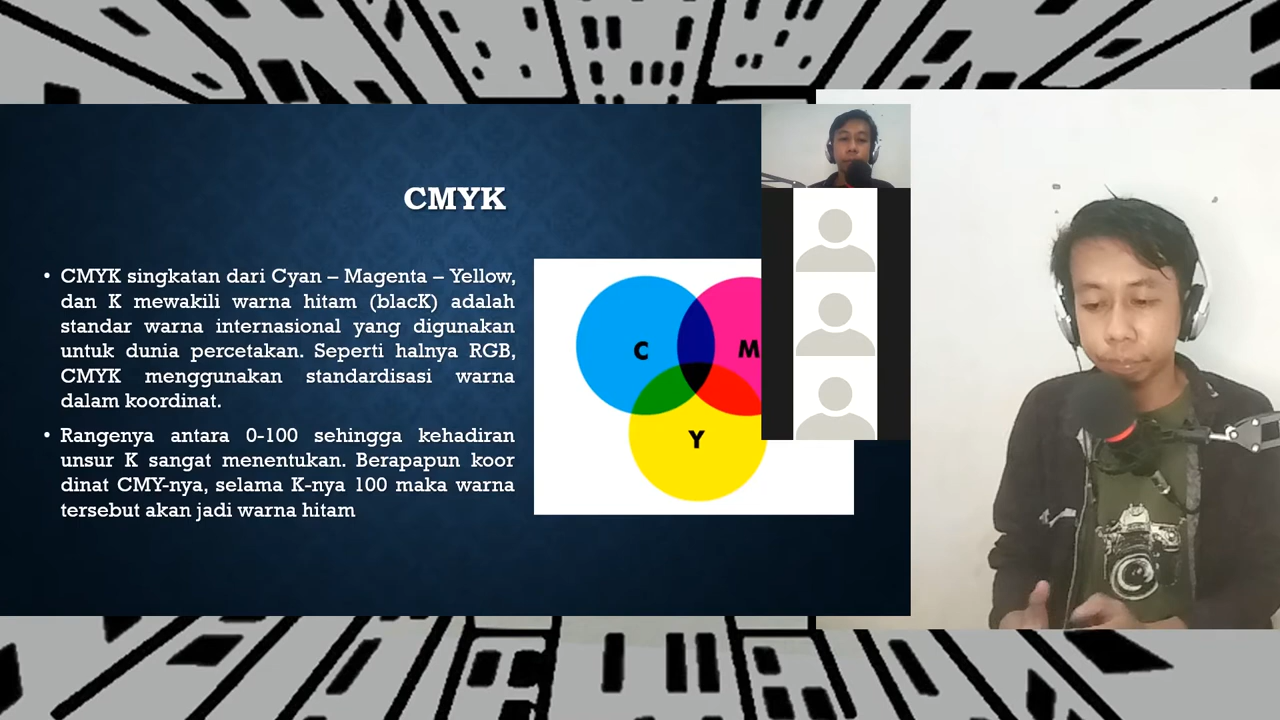 CMYK
• CMYK singkatan dari Cyan – Magenta – Yellow,
dan K mewakili warna hitam (blacK) adalah
standar warna internasional yang digunakan
untuk dunia percetakan. Seperti halnya RGB,
CMYK menggunakan standardisasi warna
dalam koordinat.
• Rangenya antara 0-100 sehingga kehadiran
unsur K sangat menentukan. Berapapun koor
dinat CMY-nya, selama K-nya 100 maka warna
tersebut akan jadi warna hitam
C
M
Y